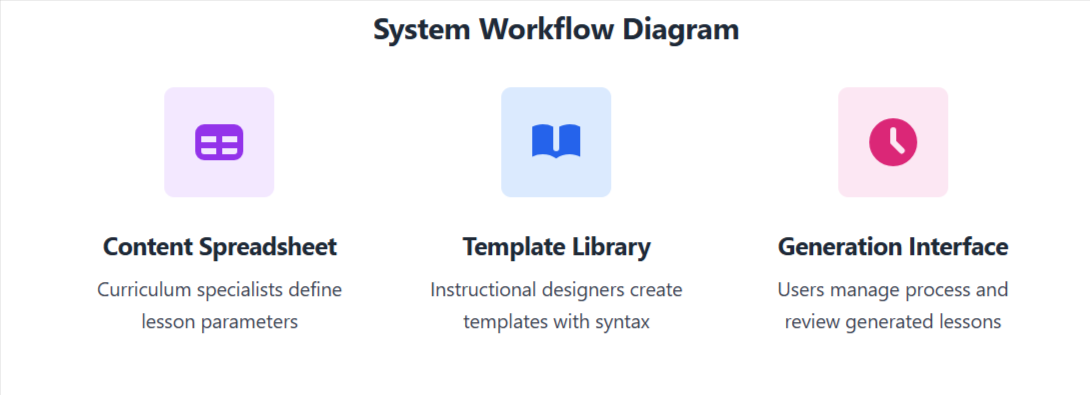 System Workflow Diagram
Content Spreadsheet
Curriculum specialists define
lesson parameters
Template Library
Instructional designers create
templates with syntax
Generation Interface
Users manage process and
review generated lessons